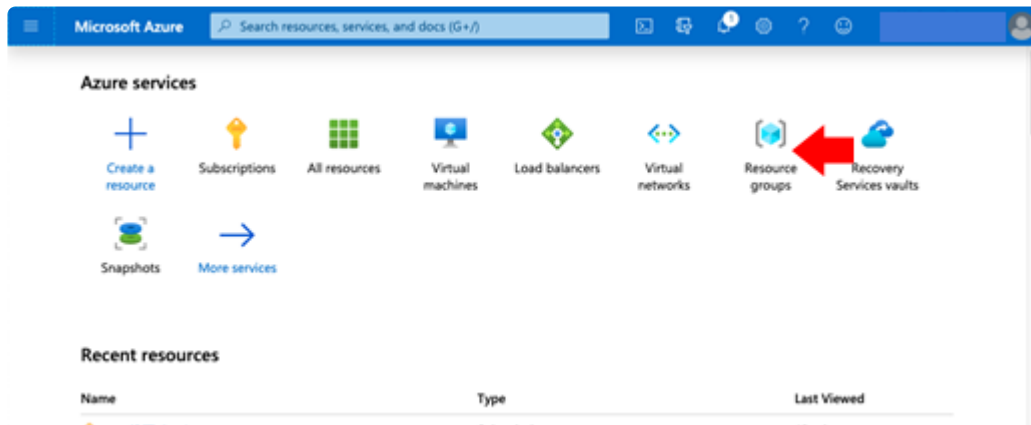 Microsoft Azure
Search resources, services, and docs (G+/)
1
Azure services
Create a resource
Subscriptions
All resources
Virtual machines
Load balancers
Virtual networks
Resource groups
Recovery Services vaults
Snapshots
More services
Recent resources
Name Type Last Viewed